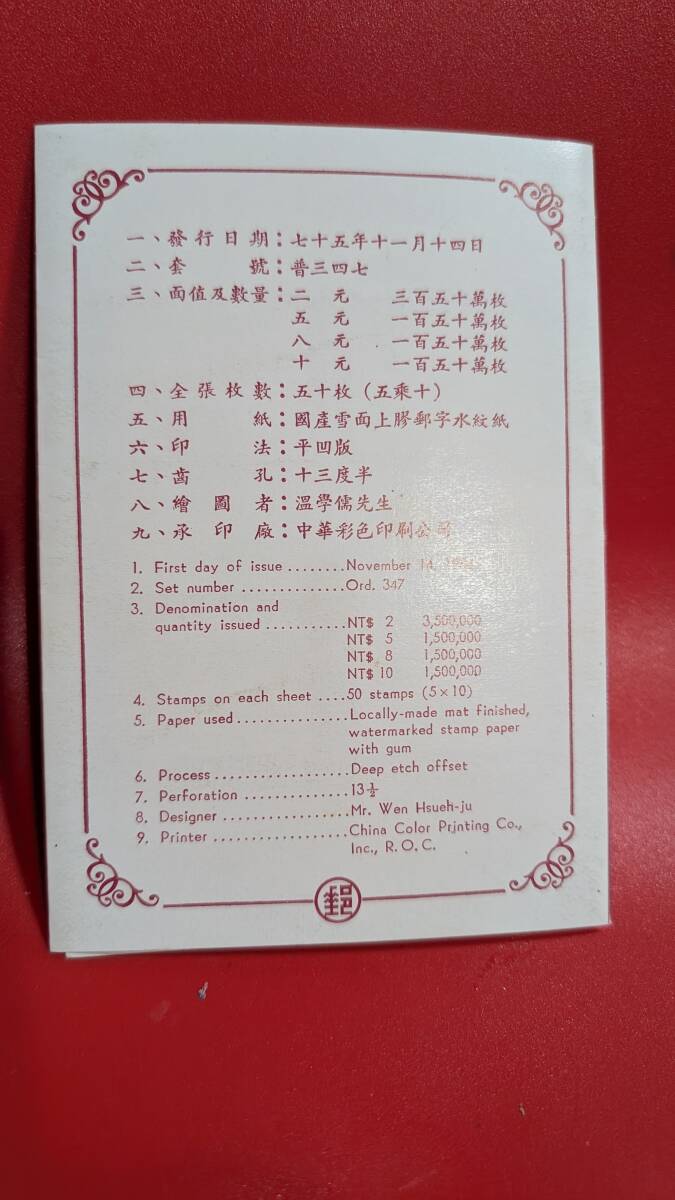 一、發行日期：七十五年十一月十四日
二、套號：普三四七
三、面值及數量：二元 三百五十萬枚
五元 一百五十萬枚
八元 一百五十萬枚
十元 一百五十萬枚
四、全張枚數：五十枚（五乘十）
五、用紙：國產雪面上膠郵字水紋紙
六、印法：平凹版
七、齒孔：十三度半
八、繪圖者：溫學儒先生
九、承印廠：中華彩色印刷公司
1. First day of issue ........November 14,
2. Set number ..............Ord. 347
3. Denomination and
quantity issued ...........NT$ 2 3,500,000
NT$ 5 1,500,000
NT$ 8 1,500,000
NT$ 10 1,500,000
4. Stamps on each sheet ....50 stamps (5×10)
5. Paper used...............Locally-made mat finished,
watermarked stamp paper
with gum
6. Process..................Deep etch offset
7. Perforation ..............13½
8. Designer .................Mr. Wen Hsueh-ju
9. Printer ..................China Color Printing Co.,
Inc., R.O.C.
郵